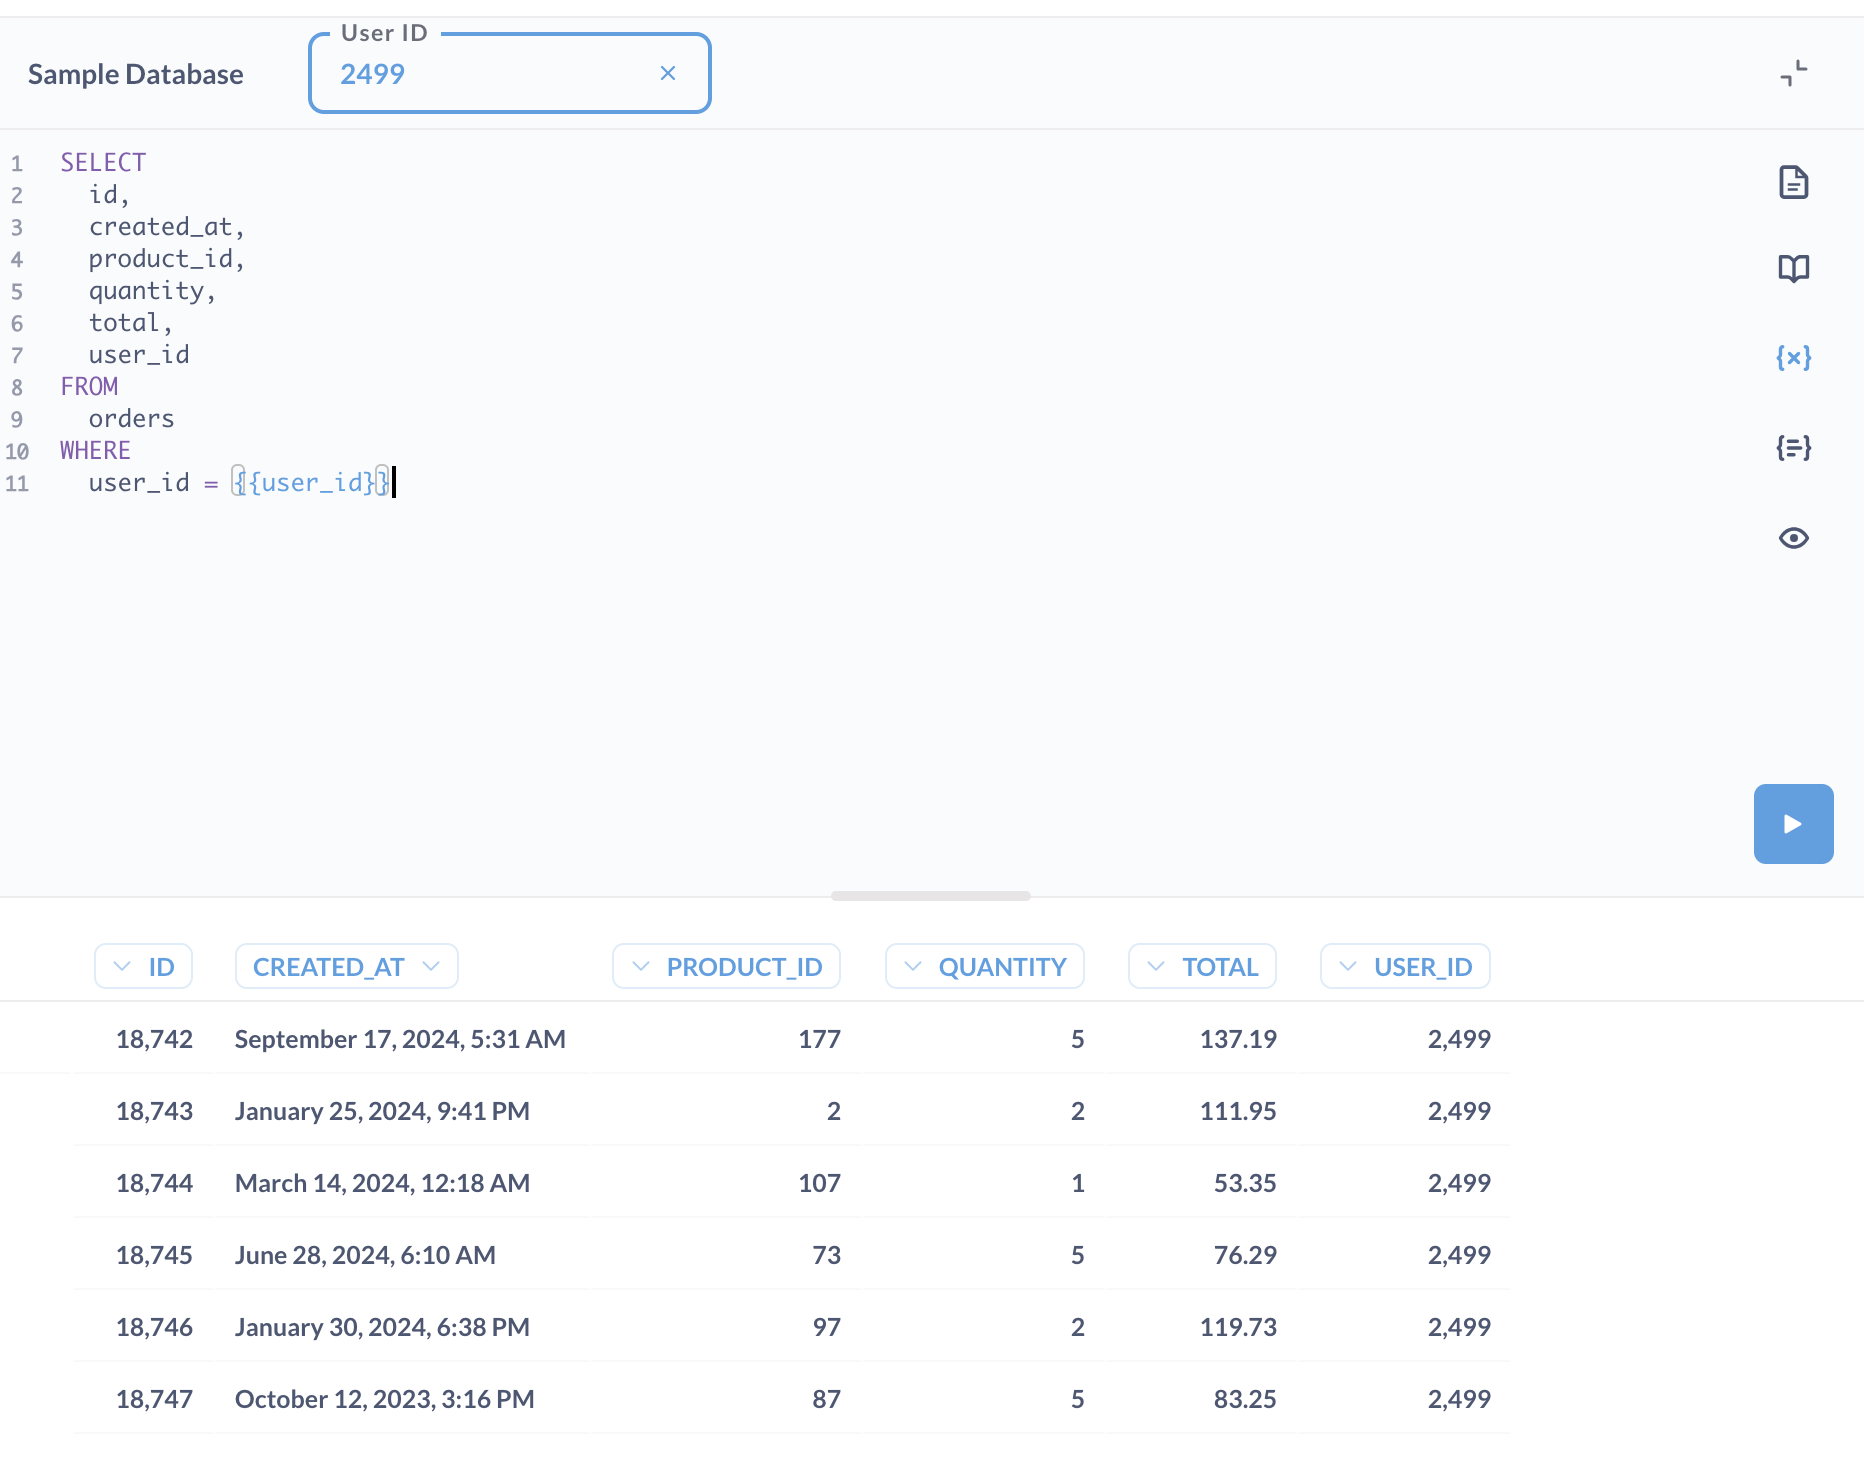 User ID
Sample Database 2499
1 SELECT
2 id,
3 created_at,
4 product_id,
5 quantity,
6 total,
7 user_id
8 FROM
9 orders
10 WHERE
11 user_id = {{user_id}}
ID CREATED_AT PRODUCT_ID QUANTITY TOTAL USER_ID
18,742 September 17, 2024, 5:31 AM 177 5 137.19 2,499
18,743 January 25, 2024, 9:41 PM 2 2 111.95 2,499
18,744 March 14, 2024, 12:18 AM 107 1 53.35 2,499
18,745 June 28, 2024, 6:10 AM 73 5 76.29 2,499
18,746 January 30, 2024, 6:38 PM 97 2 119.73 2,499
18,747 October 12, 2023, 3:16 PM 87 5 83.25 2,499